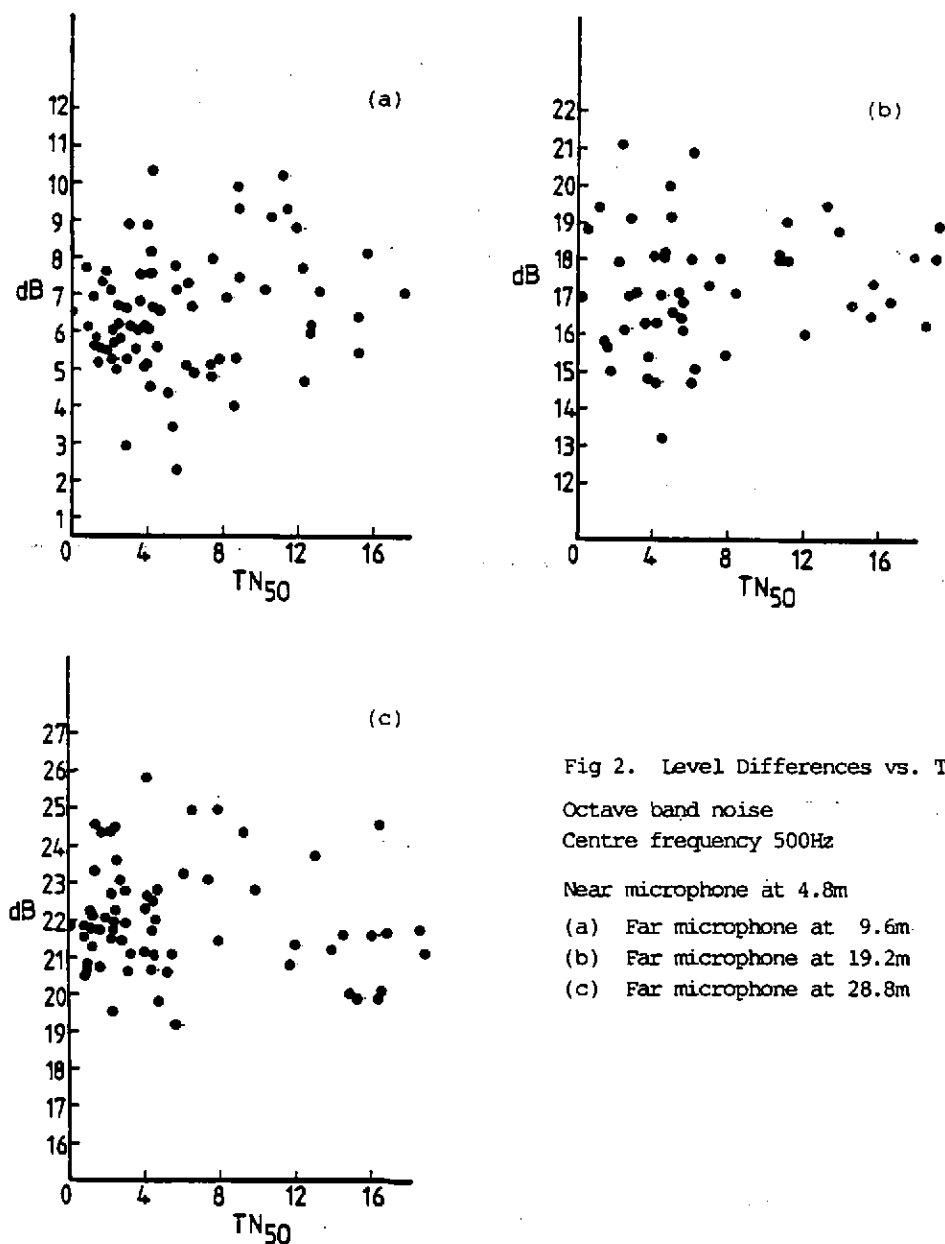 (a)
12
11
10
9
8
dB 7
6
5
4
3
2
1
0 4 8 12 16
TN50
(b)
22
21
20
19
18
dB 17
16
15
14
13
12
0 4 8 12 16
TN50
(c)
27
26
25
24
23
dB 22
21
20
19
18
17
16
0 4 8 12 16
TN50
Fig 2. Level Differences vs. T
Octave band noise
Centre frequency 500Hz
Near microphone at 4.8m
(a) Far microphone at 9.6m
(b) Far microphone at 19.2m
(c) Far microphone at 28.8m